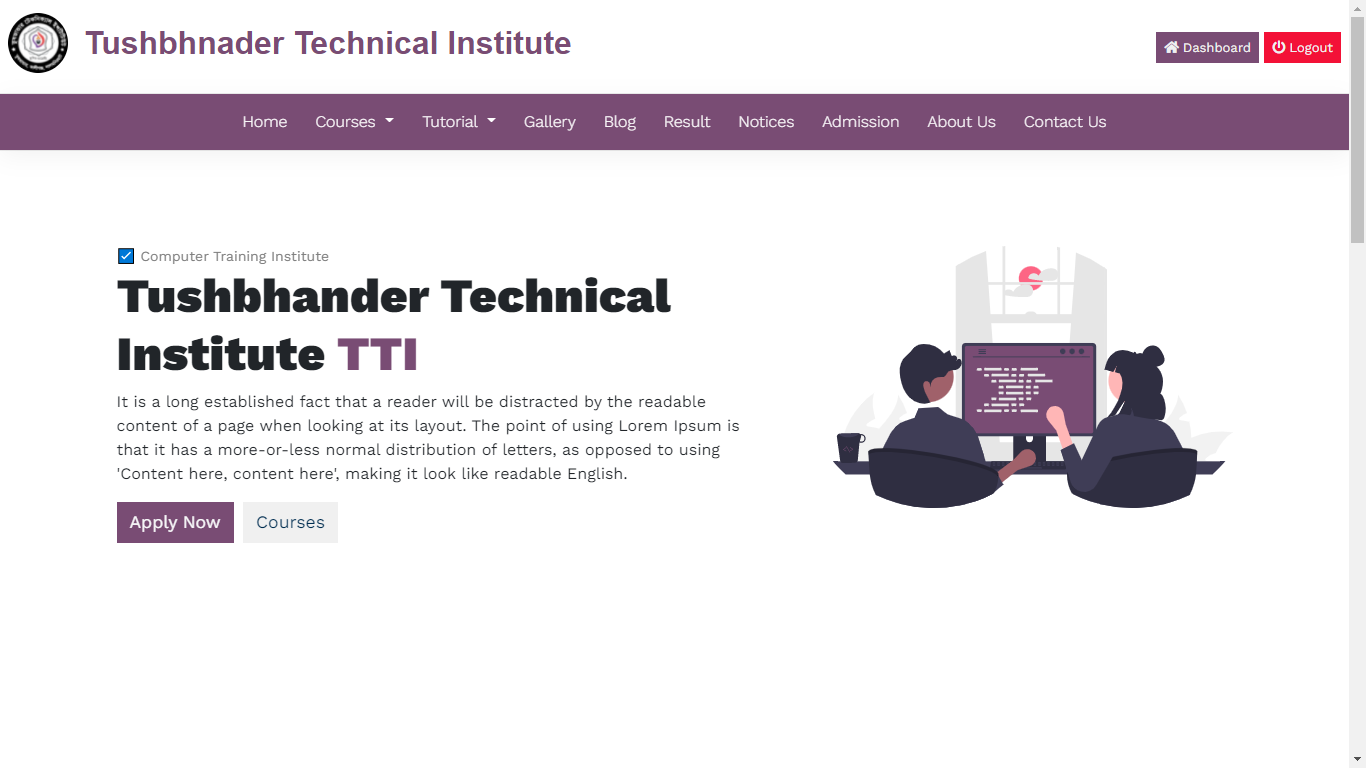 Tushbhnader Technical Institute
Dashboard
Logout
Home Courses Tutorial Gallery Blog Result Notices Admission About Us Contact Us
Computer Training Institute
Tushbhander Technical
Institute TTI
It is a long established fact that a reader will be distracted by the readable
content of a page when looking at its layout. The point of using Lorem Ipsum is
that it has a more-or-less normal distribution of letters, as opposed to using
'Content here, content here', making it look like readable English.
Apply Now Courses